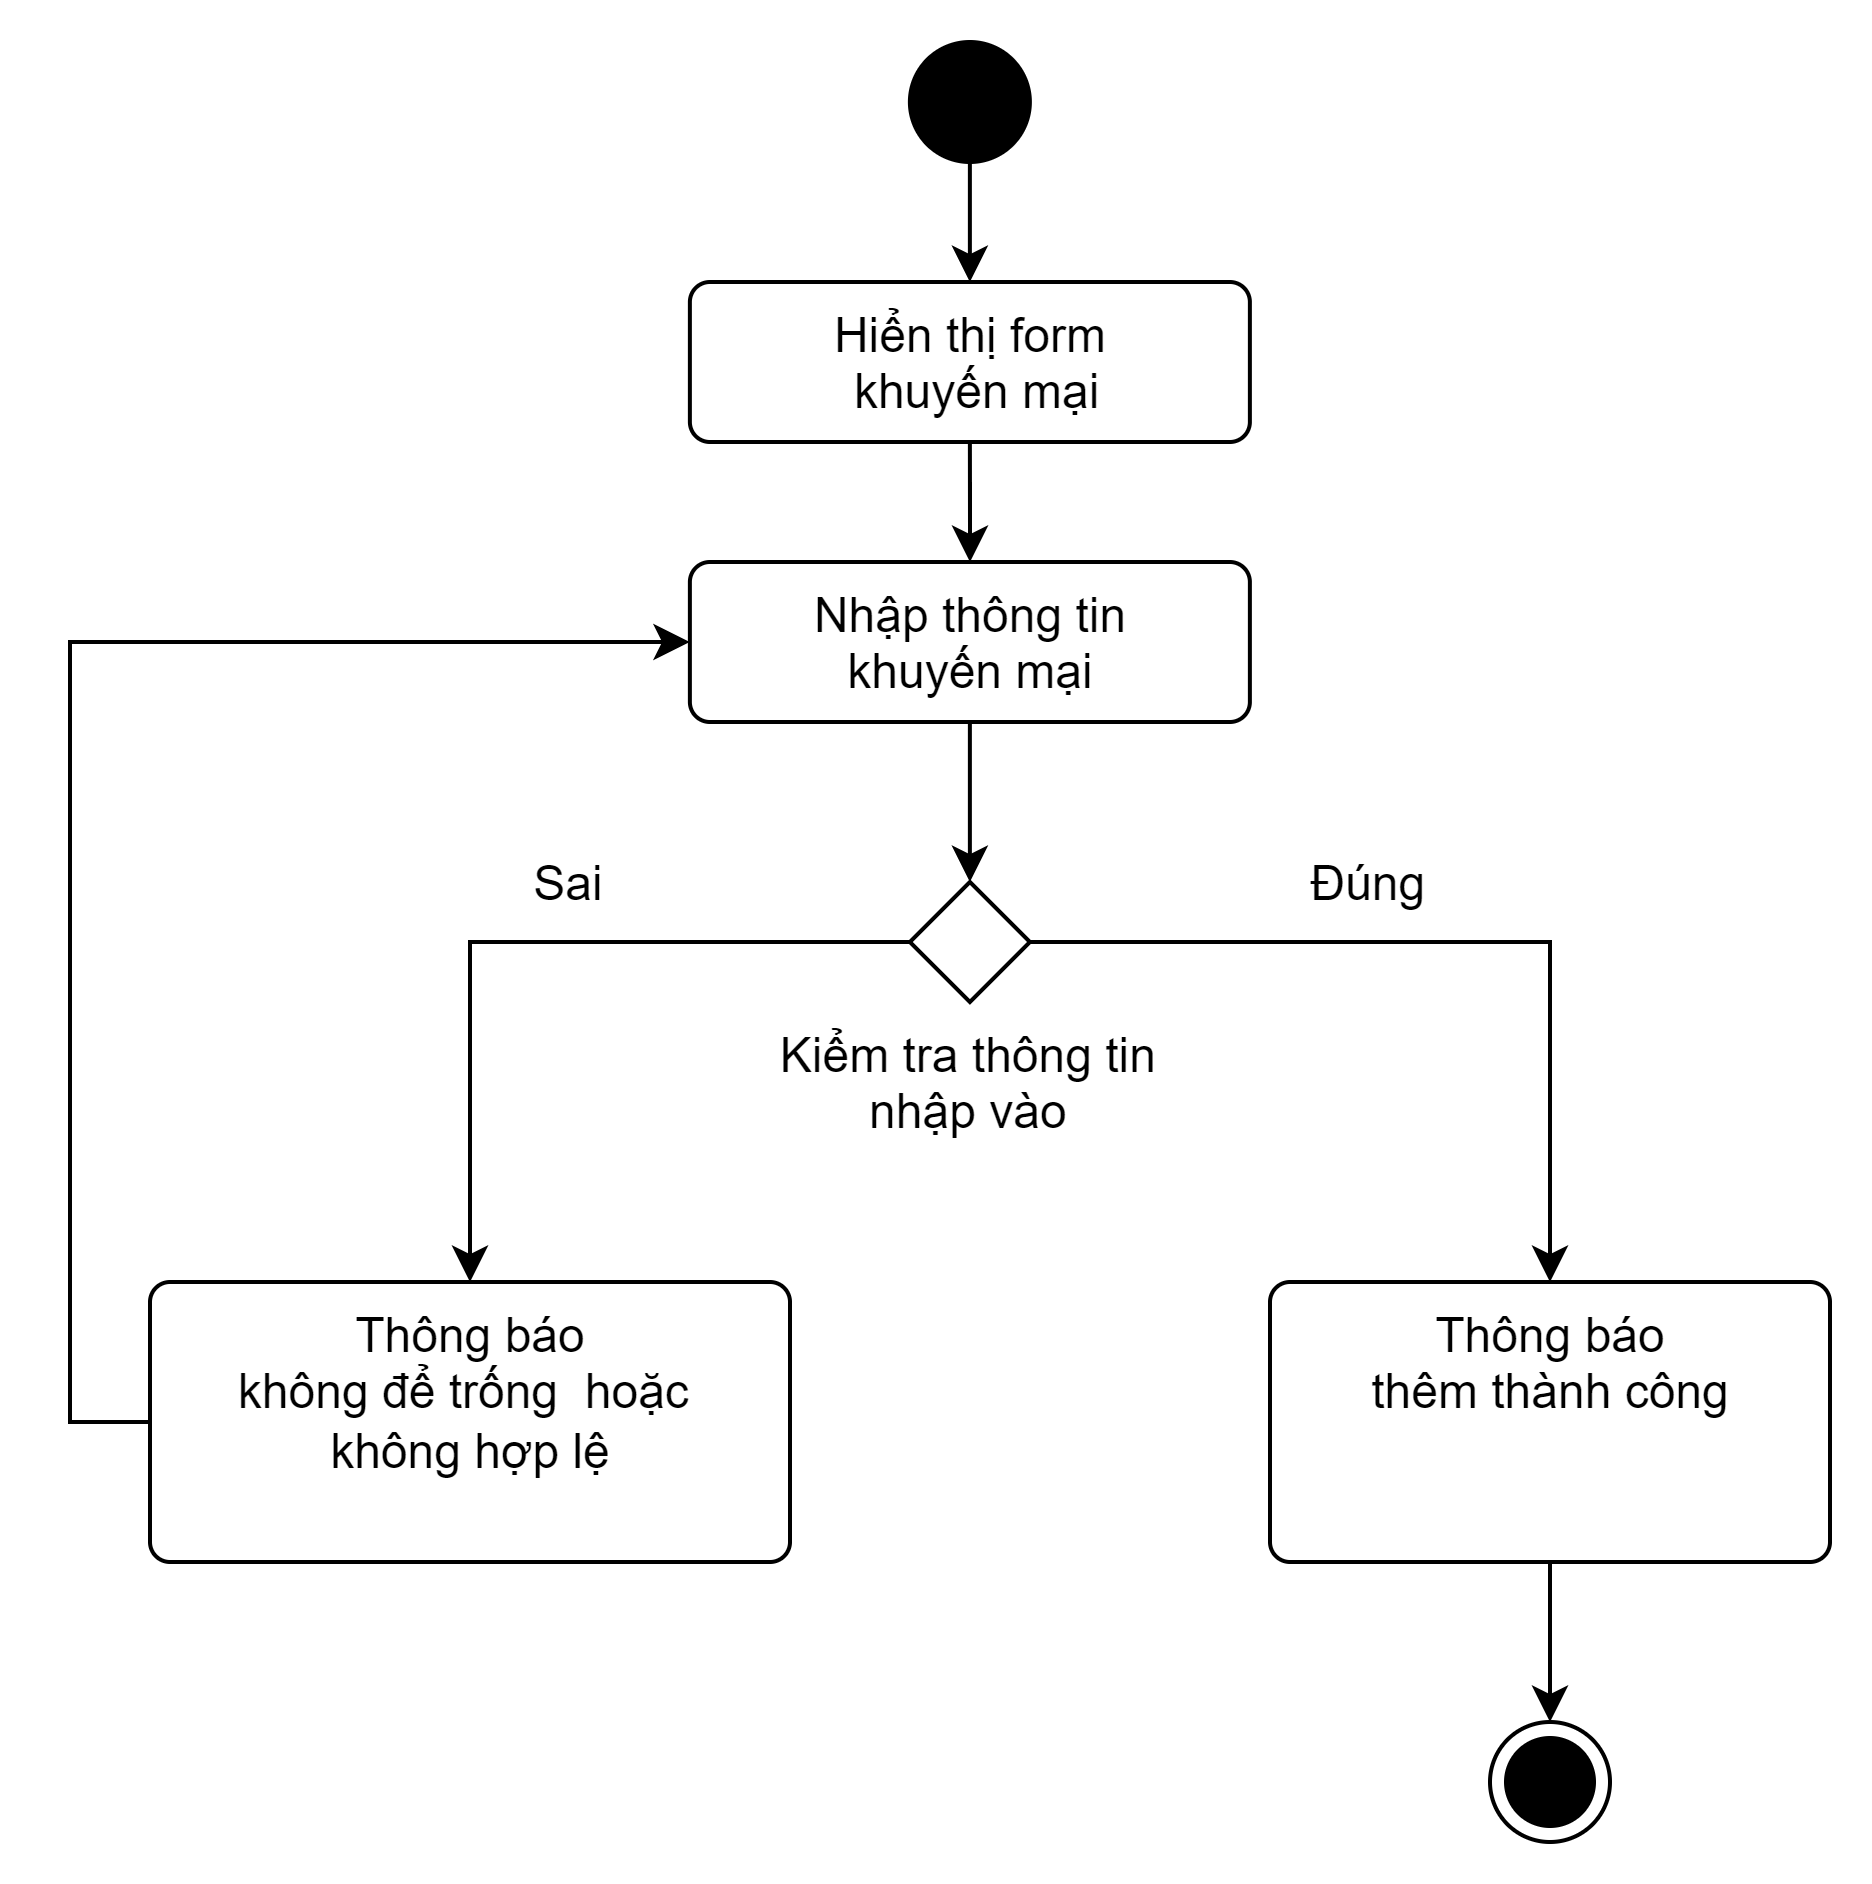 Hiển thị form
khuyến mại
Nhập thông tin
khuyến mại
Sai
Đúng
Kiểm tra thông tin
nhập vào
Thông báo
không để trống  hoặc
không hợp lệ
Thông báo
thêm thành công